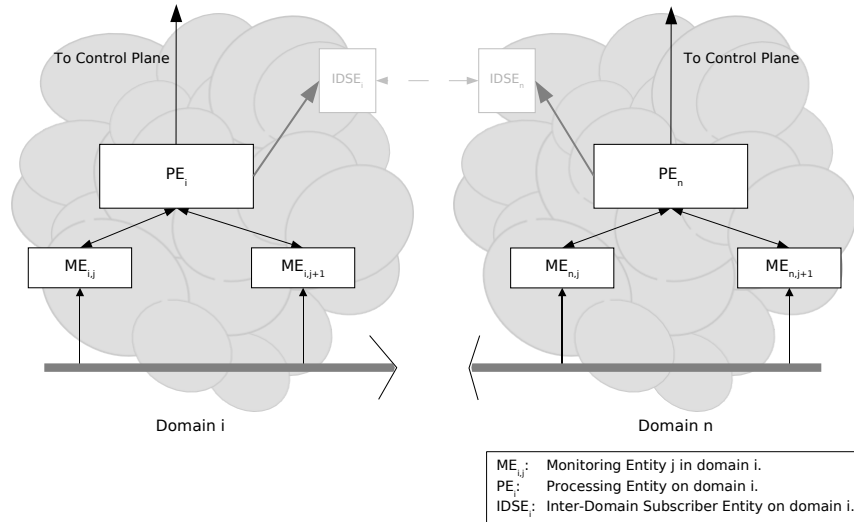 To Control Plane
To Control Plane
IDSE_i
IDSE_n
PE_i
PE_n
ME_i,j
ME_i,j+1
ME_n,j
ME_n,j+1
Domain i
Domain n
ME_i,j: Monitoring Entity j in domain i.
PE_i: Processing Entity on domain i.
IDSE_i: Inter-Domain Subscriber Entity on domain i.